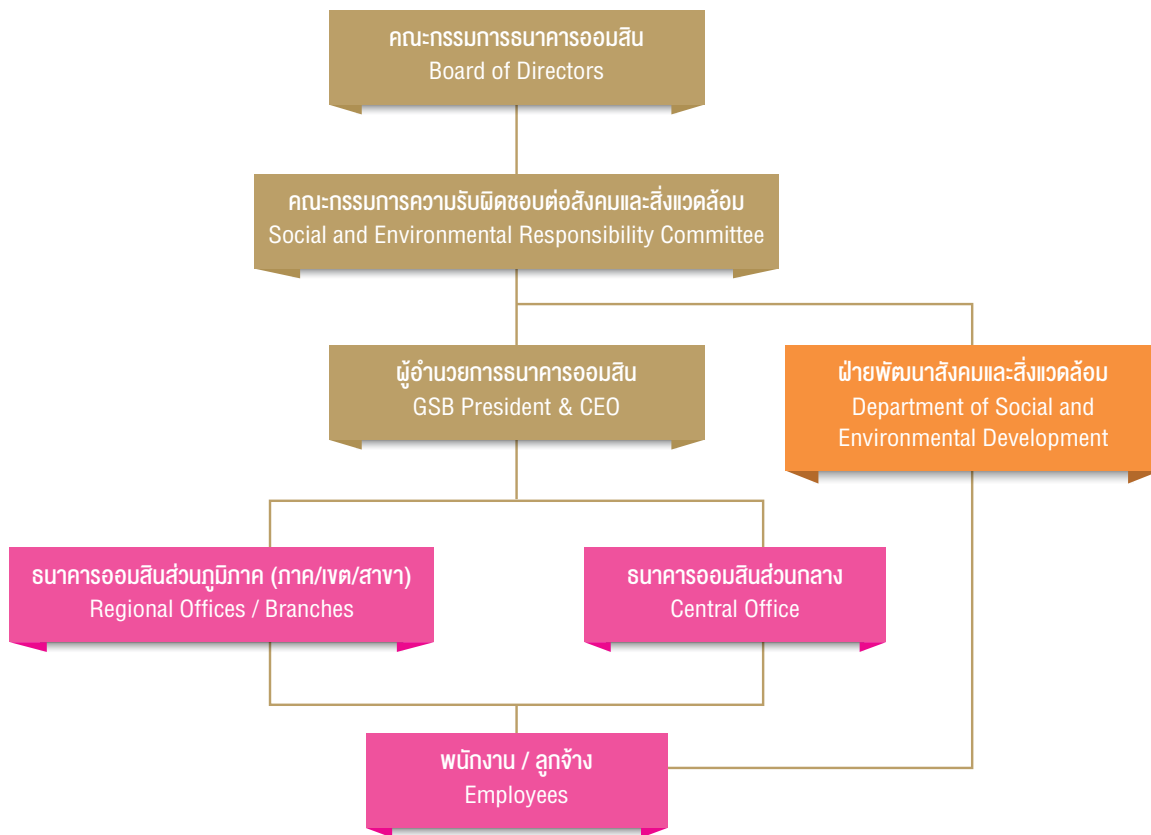 คณะกรรมการธนาคารออมสิน
Board of Directors
คณะกรรมการความรับผิดชอบต่อสังคมและสิ่งแวดล้อม
Social and Environmental Responsibility Committee
ผู้อำนวยการธนาคารออมสิน
GSB President & CEO
ฝ่ายพัฒนาสังคมและสิ่งแวดล้อม
Department of Social and
Environmental Development
ธนาคารออมสินส่วนภูมิภาค (ภาค/เขต/สาขา)
Regional Offices / Branches
ธนาคารออมสินส่วนกลาง
Central Office
พนักงาน / ลูกจ้าง
Employees